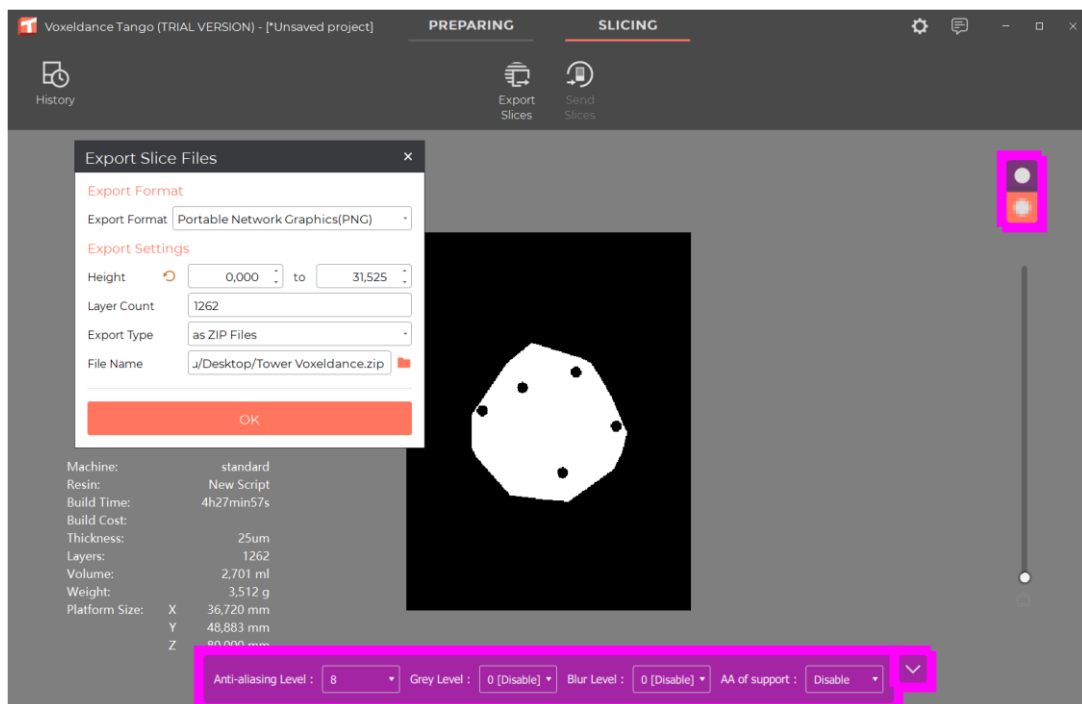 Voxeldance Tango (TRIAL VERSION) - [*Unsaved project]
PREPARING
SLICING
History
Export
Slices
Send
Slices
Export Slice Files
Export Format
Export Format Portable Network Graphics(PNG)
Export Settings
Height 0,000 to 31,525
Layer Count 1262
Export Type as ZIP Files
File Name /Desktop/Tower Voxeldance.zip
OK
Machine: standard
Resin: New Script
Build Time: 4h27min57s
Build Cost:
Thickness: 25um
Layers: 1262
Volume: 2,701 ml
Weight: 3,512 g
Platform Size: X 36,720 mm
Y 48,883 mm
Z 80,000 mm
Anti-aliasing Level : 8 Grey Level : 0 [Disable] Blur Level : 0 [Disable] AA of support : Disable